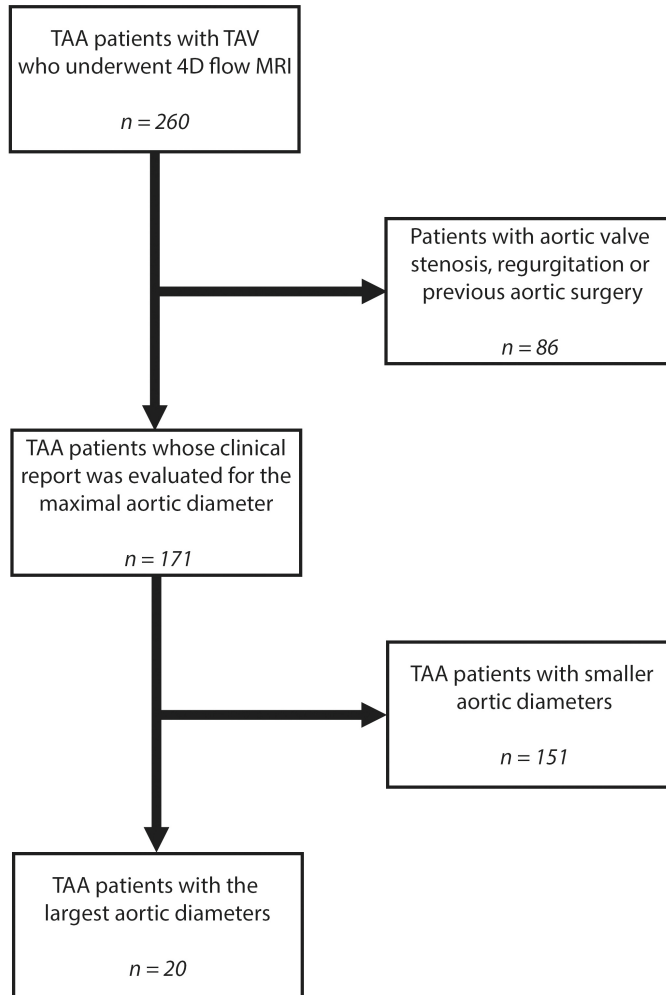 TAA patients with TAV
who underwent 4D flow MRI
n = 260
Patients with aortic valve
stenosis, regurgitation or
previous aortic surgery
n = 86
TAA patients whose clinical
report was evaluated for the
maximal aortic diameter
n = 171
TAA patients with smaller
aortic diameters
n = 151
TAA patients with the
largest aortic diameters
n = 20